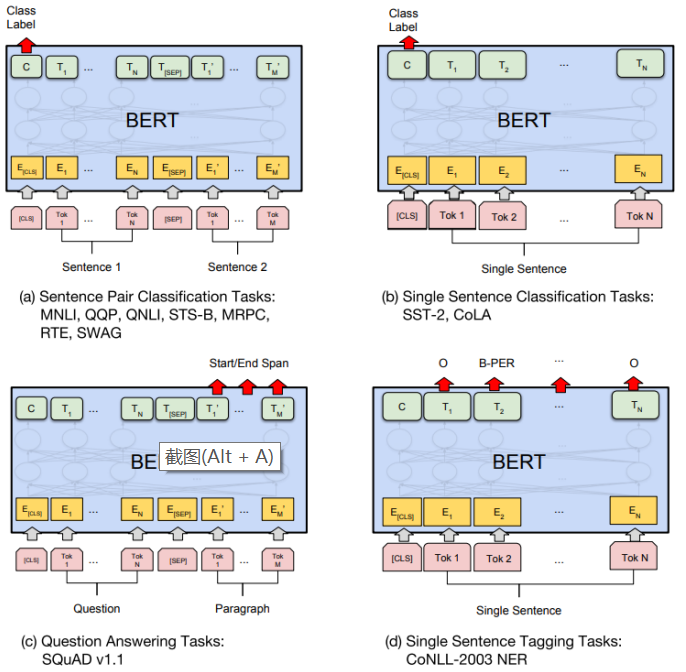 Class
Label
C T1 ... TN T[SEP] T1' ... TM'
BERT
E[CLS] E1 ... EN E[SEP] E1' ... EM'
[CLS] Tok 1 ... Tok N [SEP] Tok 1 ... Tok M
Sentence 1 Sentence 2
(a) Sentence Pair Classification Tasks:
MNLI, QQP, QNLI, STS-B, MRPC,
RTE, SWAG
Class
Label
C T1 T2 ... TN
BERT
E[CLS] E1 E2 ... EN
[CLS] Tok 1 Tok 2 ... Tok N
Single Sentence
(b) Single Sentence Classification Tasks:
SST-2, CoLA
Start/End Span
C T1 ... TN T[SEP] T1' ... TM'
截图(Alt + A)
E[CLS] E1 ... EN E[SEP] E1' ... EM'
[CLS] Tok 1 ... Tok N [SEP] Tok 1 ... Tok M
Question Paragraph
(c) Question Answering Tasks:
SQuAD v1.1
O B-PER ... O
C T1 T2 ... TN
BERT
E[CLS] E1 E2 ... EN
[CLS] Tok 1 Tok 2 ... Tok N
Single Sentence
(d) Single Sentence Tagging Tasks:
CoNLL-2003 NER